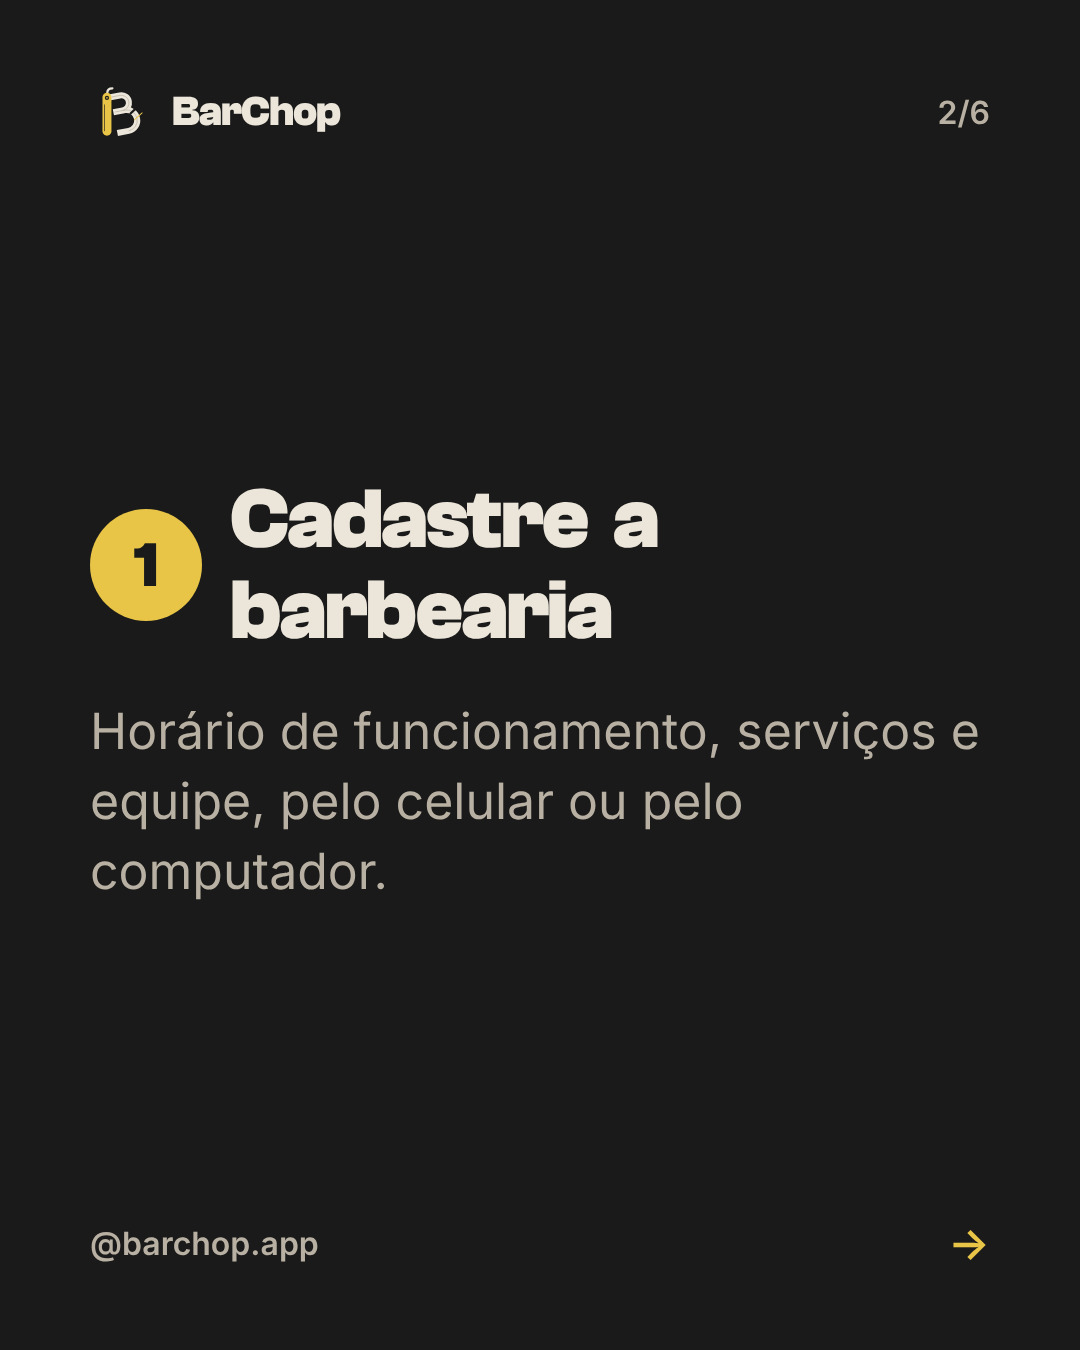 BarChop
2/6
1
Cadastre a
barbearia
Horário de funcionamento, serviços e
equipe, pelo celular ou pelo
computador.
@barchop.app
→